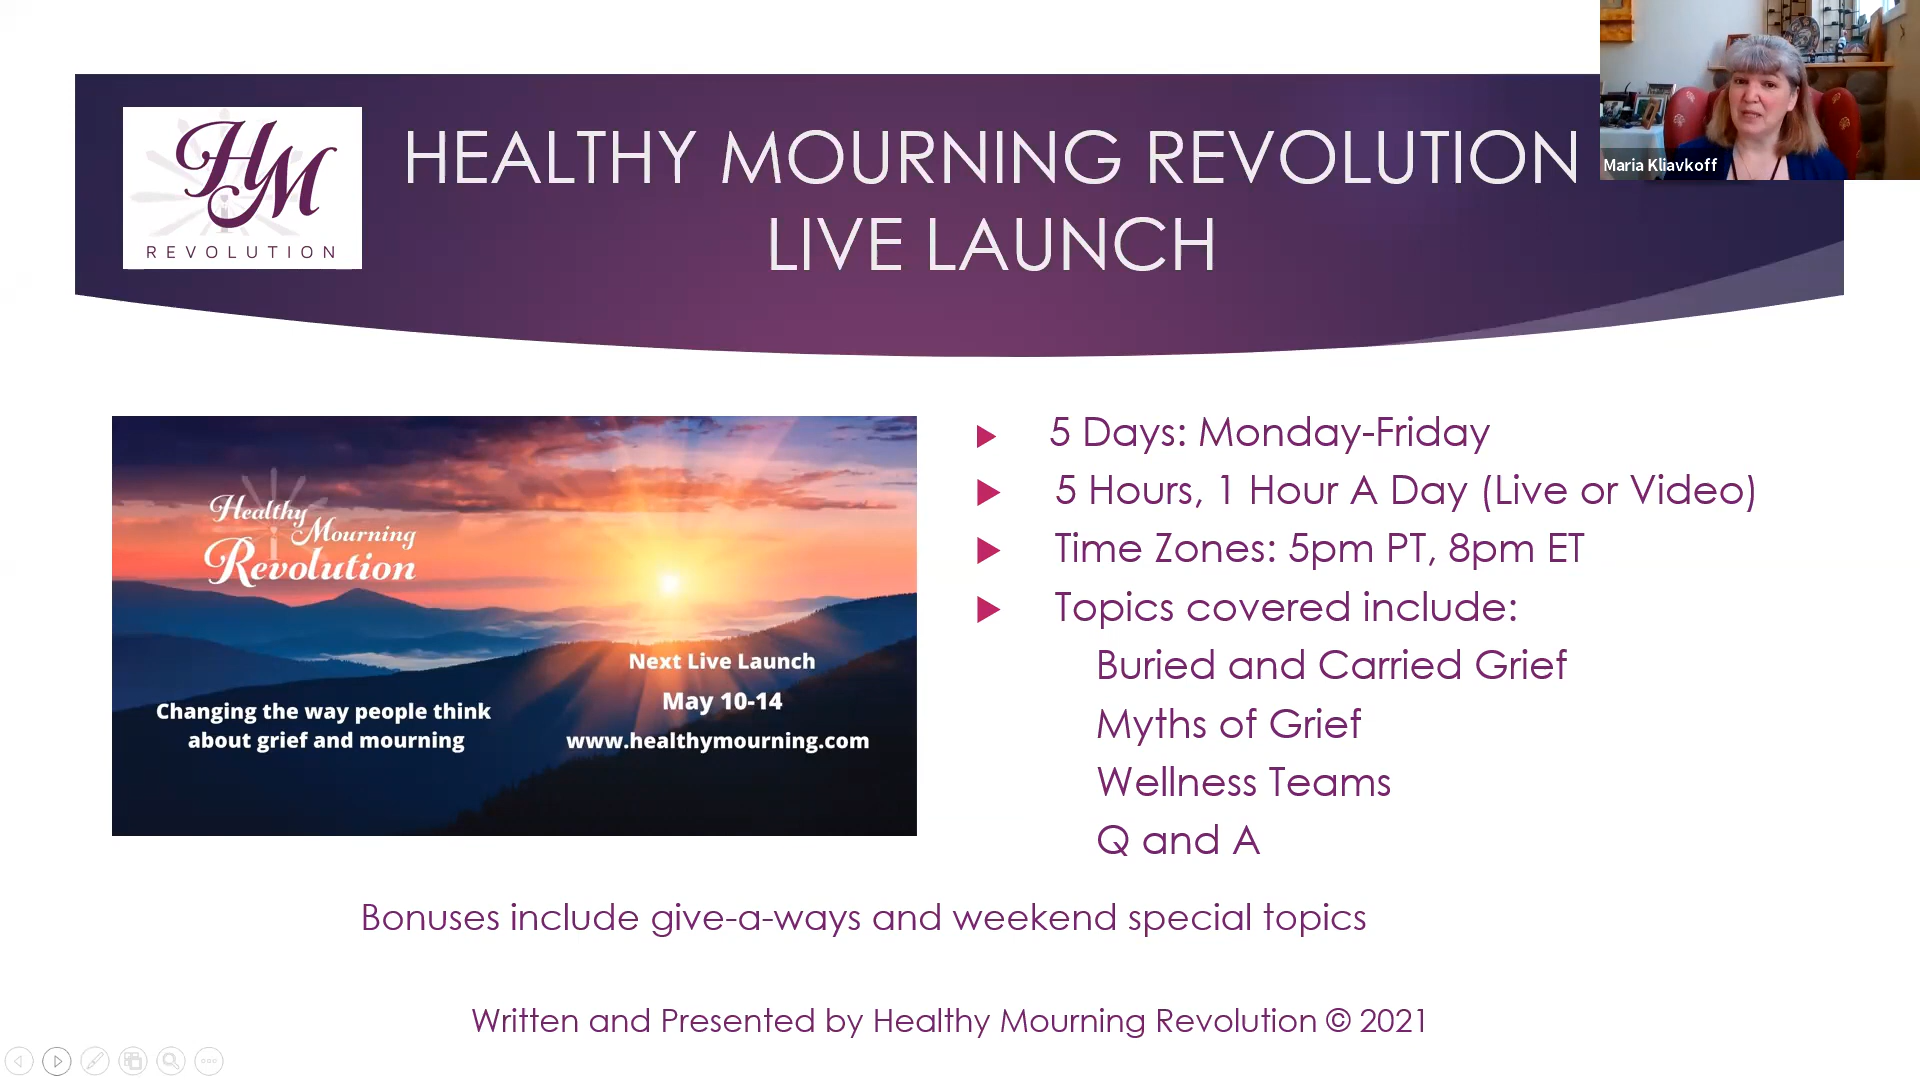 HM
REVOLUTION
HEALTHY MOURNING REVOLUTION
LIVE LAUNCH
Maria Kliavkoff
Healthy
Mourning
Revolution
Next Live Launch
May 10-14
www.healthymourning.com
Changing the way people think
about grief and mourning
5 Days: Monday-Friday
5 Hours, 1 Hour A Day (Live or Video)
Time Zones: 5pm PT, 8pm ET
Topics covered include:
Buried and Carried Grief
Myths of Grief
Wellness Teams
Q and A
Bonuses include give-a-ways and weekend special topics
Written and Presented by Healthy Mourning Revolution © 2021